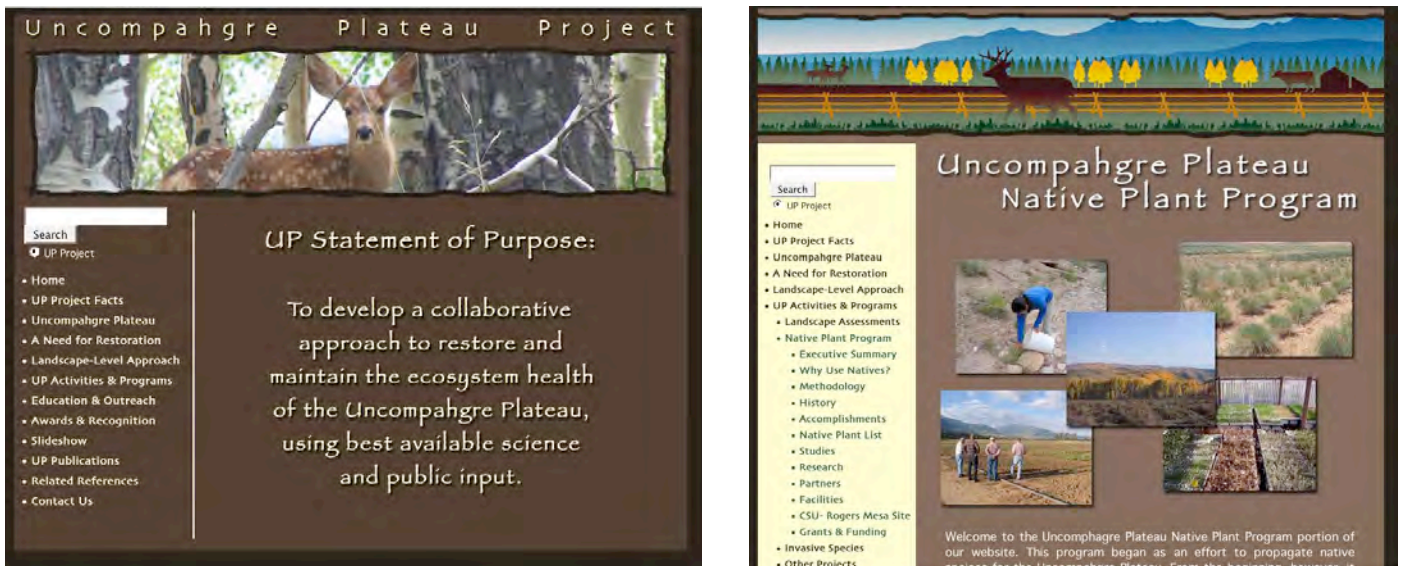 Uncompahgre Plateau Project
Search
UP Project
• Home
• UP Project Facts
• Uncompahgre Plateau
• A Need for Restoration
• Landscape-Level Approach
• UP Activities & Programs
• Education & Outreach
• Awards & Recognition
• Slideshow
• UP Publications
• Related References
• Contact Us
UP Statement of Purpose:
To develop a collaborative
approach to restore and
maintain the ecosystem health
of the Uncompahgre Plateau,
using best available science
and public input.
Search
UP Project
• Home
• UP Project Facts
• Uncompahgre Plateau
• A Need for Restoration
• Landscape-Level Approach
• UP Activities & Programs
• Landscape Assessments
• Native Plant Program
• Executive Summary
• Why Use Natives?
• Methodology
• History
• Accomplishments
• Native Plant List
• Studies
• Research
• Partners
• Facilities
• CSU- Rogers Mesa Site
• Grants & Funding
• Invasive Species
• Other Projects
Uncompahgre Plateau
Native Plant Program
Welcome to the Uncomphagre Plateau Native Plant Program portion of
our website. This program began as an effort to propagate native